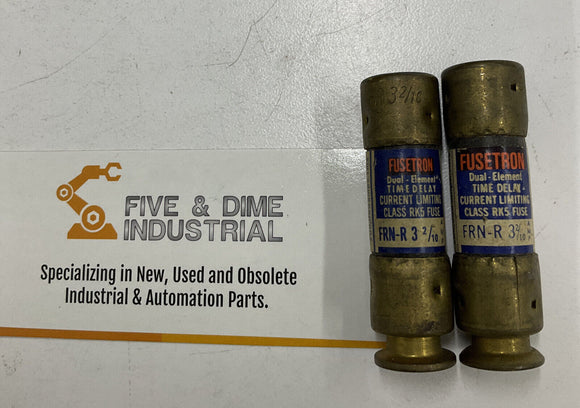 FIVE & DIME
INDUSTRIAL
Specializing in New, Used and Obsolete
Industrial & Automation Parts.
3 2/10
FUSETRON
Dual-Element
TIME DELAY
CURRENT LIMITING
CLASS RK5 FUSE
FRN-R 3 2/10
FUSETRON
Dual-Element
TIME DELAY
CURRENT LIMITING
CLASS RK5 FUSE
FRN-R 3 2/10